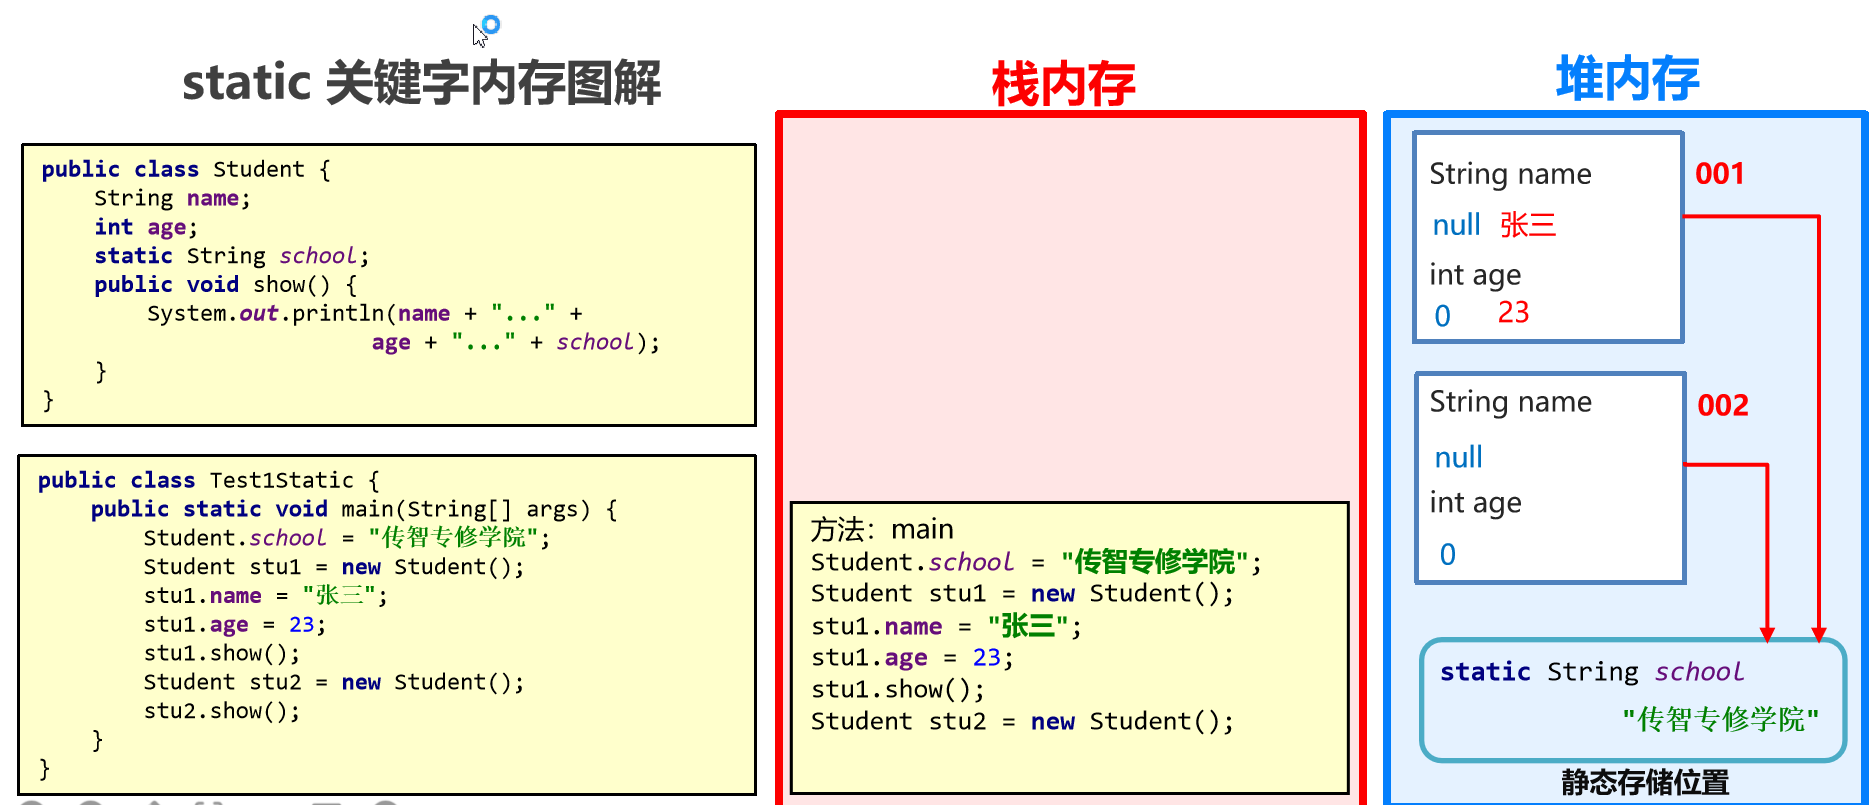 static 关键字内存图解
public class Student {
String name;
int age;
static String school;
public void show() {
System.out.println(name + "..." +
age + "..." + school);
}
}
public class Test1Static {
public static void main(String[] args) {
Student.school = "传智专修学院";
Student stu1 = new Student();
stu1.name = "张三";
stu1.age = 23;
stu1.show();
Student stu2 = new Student();
stu2.show();
}
}
栈内存
方法：main
Student.school = "传智专修学院";
Student stu1 = new Student();
stu1.name = "张三";
stu1.age = 23;
stu1.show();
Student stu2 = new Student();
堆内存
String name
001
null 张三
int age
0 23
String name
002
null
int age
0
static String school
"传智专修学院"
静态存储位置